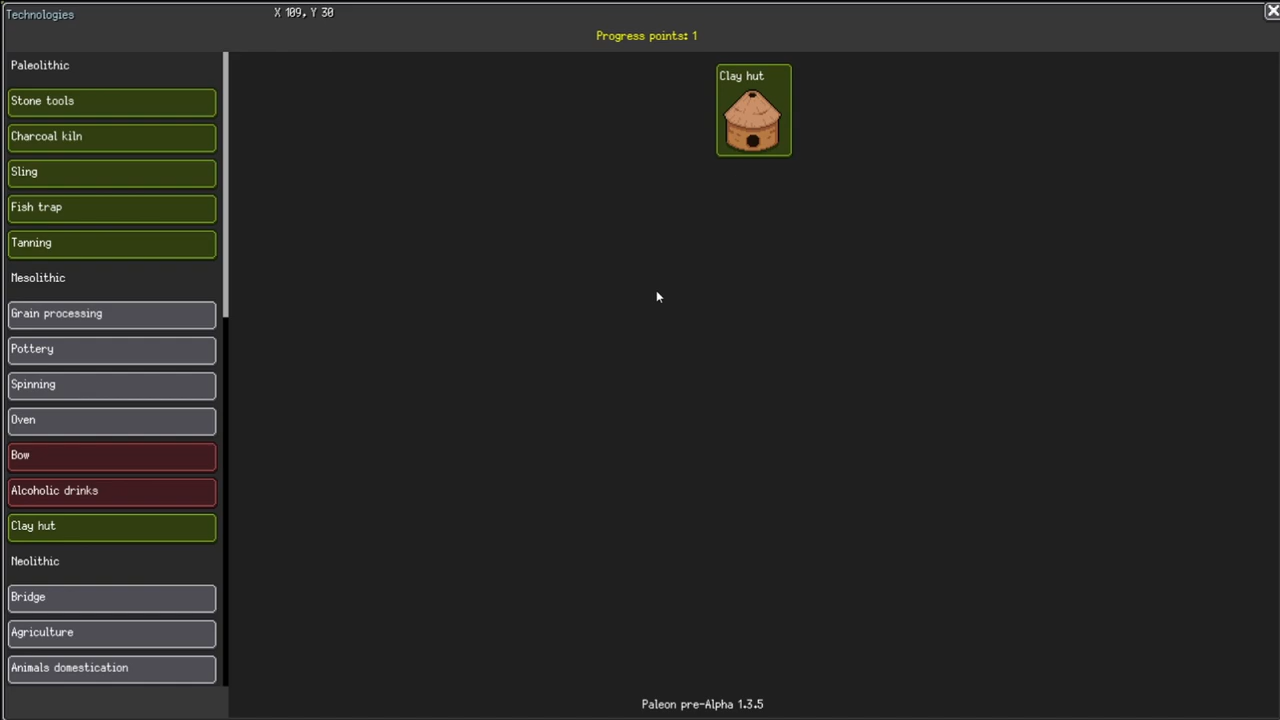 Technologies
X 109, Y 30
Progress points: 1
Paleolithic
Stone tools
Charcoal kiln
Sling
Fish trap
Tanning
Mesolithic
Grain processing
Pottery
Spinning
Oven
Bow
Alcoholic drinks
Clay hut
Neolithic
Bridge
Agriculture
Animals domestication
Clay hut
Paleon pre-Alpha 1.3.5